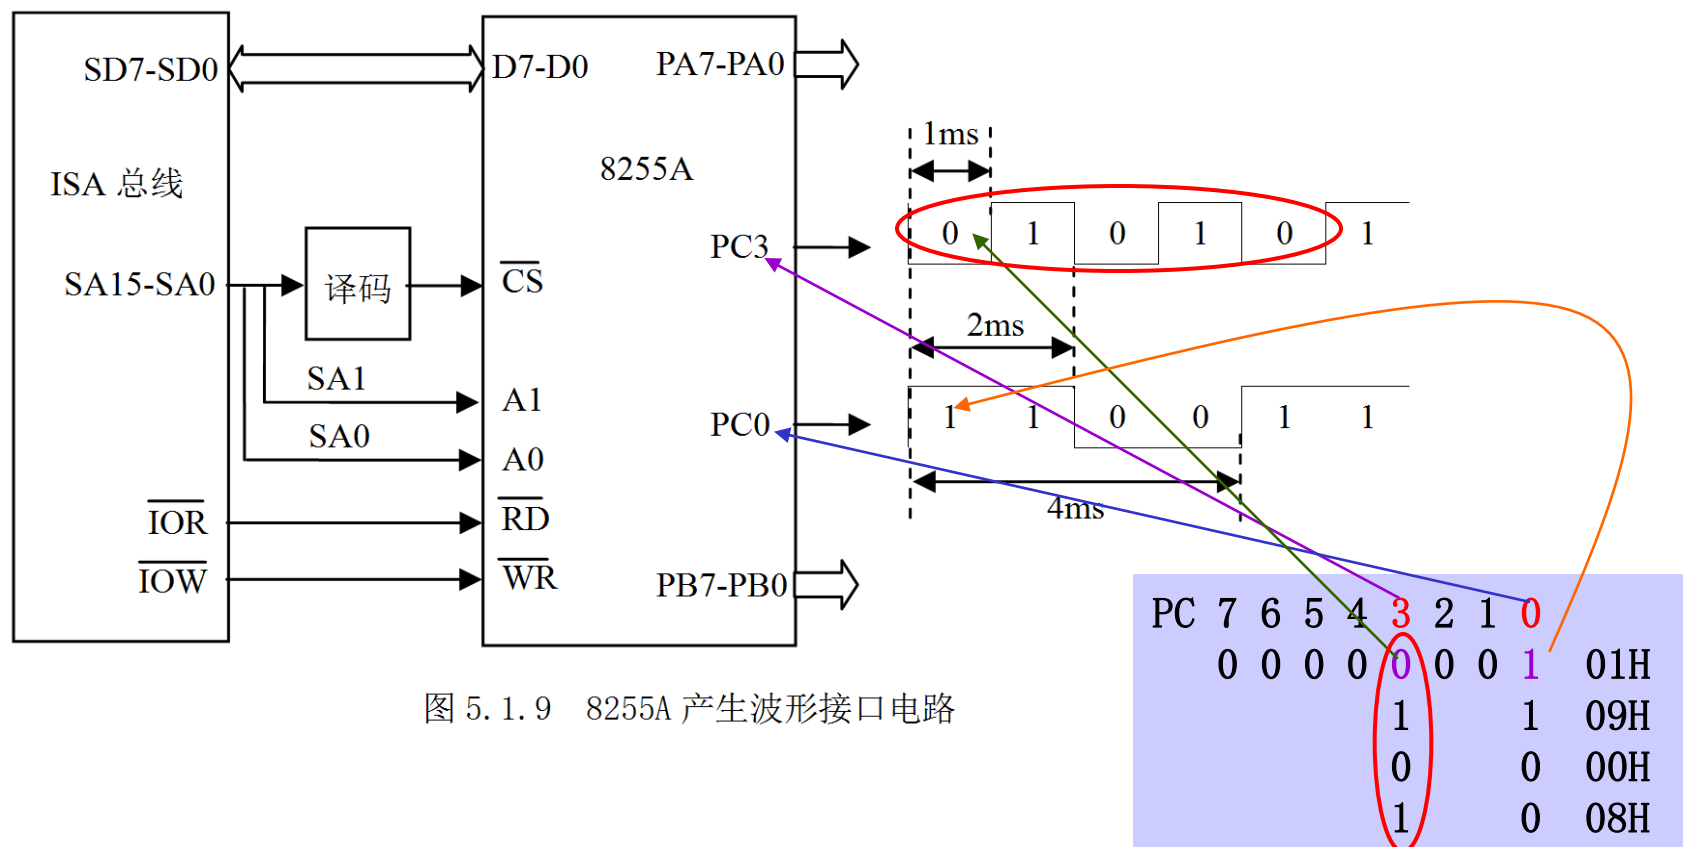 SD7-SD0
D7-D0
PA7-PA0
1ms
ISA 总线
8255A
0 1 0 1 0 1
PC3
SA15-SA0
译码
CS
2ms
SA1
A1
PC0
1 1 0 0 1 1
SA0
A0
4ms
IOR
RD
IOW
WR
PB7-PB0
PC 7 6 5 4 3 2 1 0
0 0 0 0 0 0 0 1 01H
1 1 09H
0 0 00H
1 0 08H
图 5.1.9 8255A 产生波形接口电路